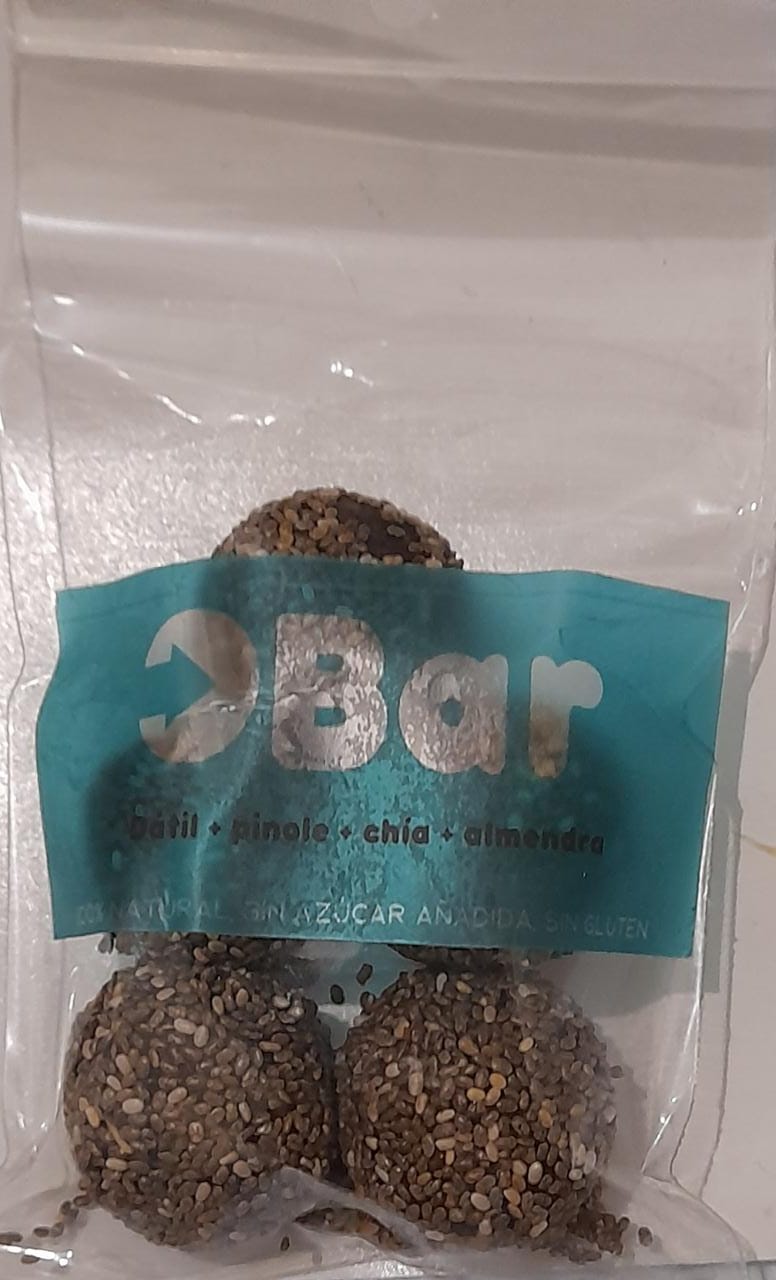 Bar
dátil + pinole + chía + almendra
100% NATURAL, SIN AZÚCAR AÑADIDA, SIN GLUTEN